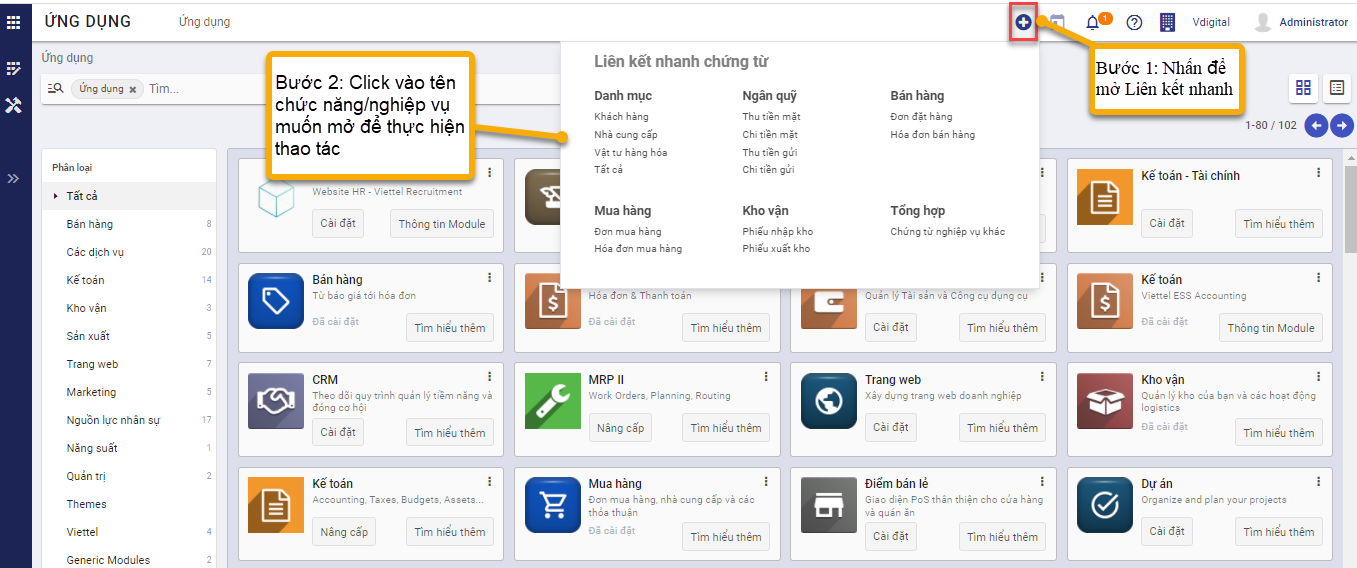 ỨNG DỤNG
Ứng dụng
1
Vdigital
Administrator
Ứng dụng
Ứng dụng
Tìm...
1-80 / 102
Bước 1: Nhấn để
mở Liên kết nhanh
Bước 2: Click vào tên
chức năng/nghiệp vụ
muốn mở để thực hiện
thao tác
Liên kết nhanh chứng từ
Danh mục
Khách hàng
Nhà cung cấp
Vật tư hàng hóa
Tất cả
Ngân quỹ
Thu tiền mặt
Chi tiền mặt
Thu tiền gửi
Chi tiền gửi
Bán hàng
Đơn đặt hàng
Hóa đơn bán hàng
Mua hàng
Đơn mua hàng
Hóa đơn mua hàng
Kho vận
Phiếu nhập kho
Phiếu xuất kho
Tổng hợp
Chứng từ nghiệp vụ khác
Phân loại
Tất cả
Bán hàng 8
Các dịch vụ 20
Kế toán 14
Kho vận 3
Sản xuất 5
Trang web 7
Marketing 5
Nguồn lực nhân sự 17
Năng suất 1
Quản trị 2
Themes
Viettel 4
Generic Modules 2
Website HR - Viettel Recruitment
Cài đặt
Thông tin Module
Kế toán - Tài chính
Cài đặt
Tìm hiểu thêm
Bán hàng
Từ báo giá tới hóa đơn
Đã cài đặt
Tìm hiểu thêm
Hóa đơn & Thanh toán
Đã cài đặt
Tìm hiểu thêm
Quản lý Tài sản và Công cụ dụng cụ
Cài đặt
Tìm hiểu thêm
Kế toán
Viettel ESS Accounting
Đã cài đặt
Thông tin Module
CRM
Theo dõi quy trình quản lý tiềm năng và
đóng cơ hội
Cài đặt
Tìm hiểu thêm
MRP II
Work Orders, Planning, Routing
Nâng cấp
Tìm hiểu thêm
Trang web
Xây dựng trang web doanh nghiệp
Cài đặt
Tìm hiểu thêm
Kho vận
Quản lý kho của bạn và các hoạt động
logistics
Đã cài đặt
Tìm hiểu thêm
Kế toán
Accounting, Taxes, Budgets, Assets...
Nâng cấp
Tìm hiểu thêm
Mua hàng
Đơn mua hàng, nhà cung cấp và các
thỏa thuận
Đã cài đặt
Tìm hiểu thêm
Điểm bán lẻ
Giao diện PoS thân thiện cho cửa hàng
và quán ăn
Cài đặt
Tìm hiểu thêm
Dự án
Organize and plan your projects
Cài đặt
Tìm hiểu thêm